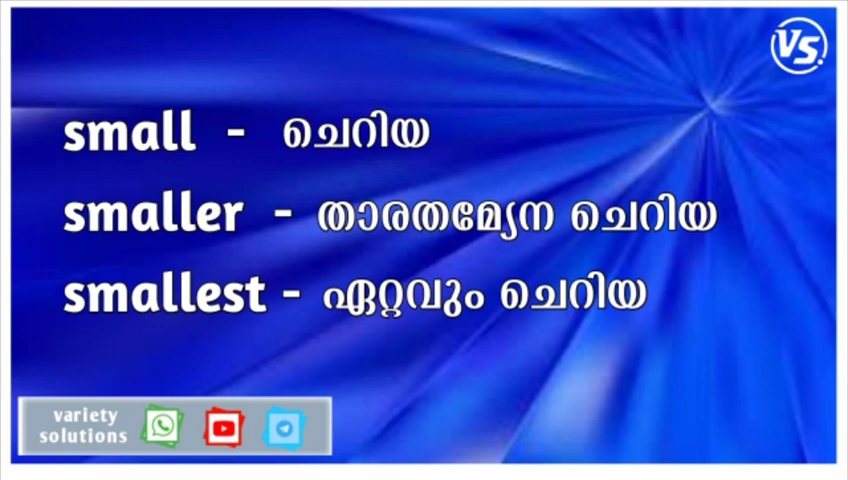 VS.
small - ചെറിയ
smaller - താരതമ്യേന ചെറിയ
smallest - ഏറ്റവും ചെറിയ
variety
solutions